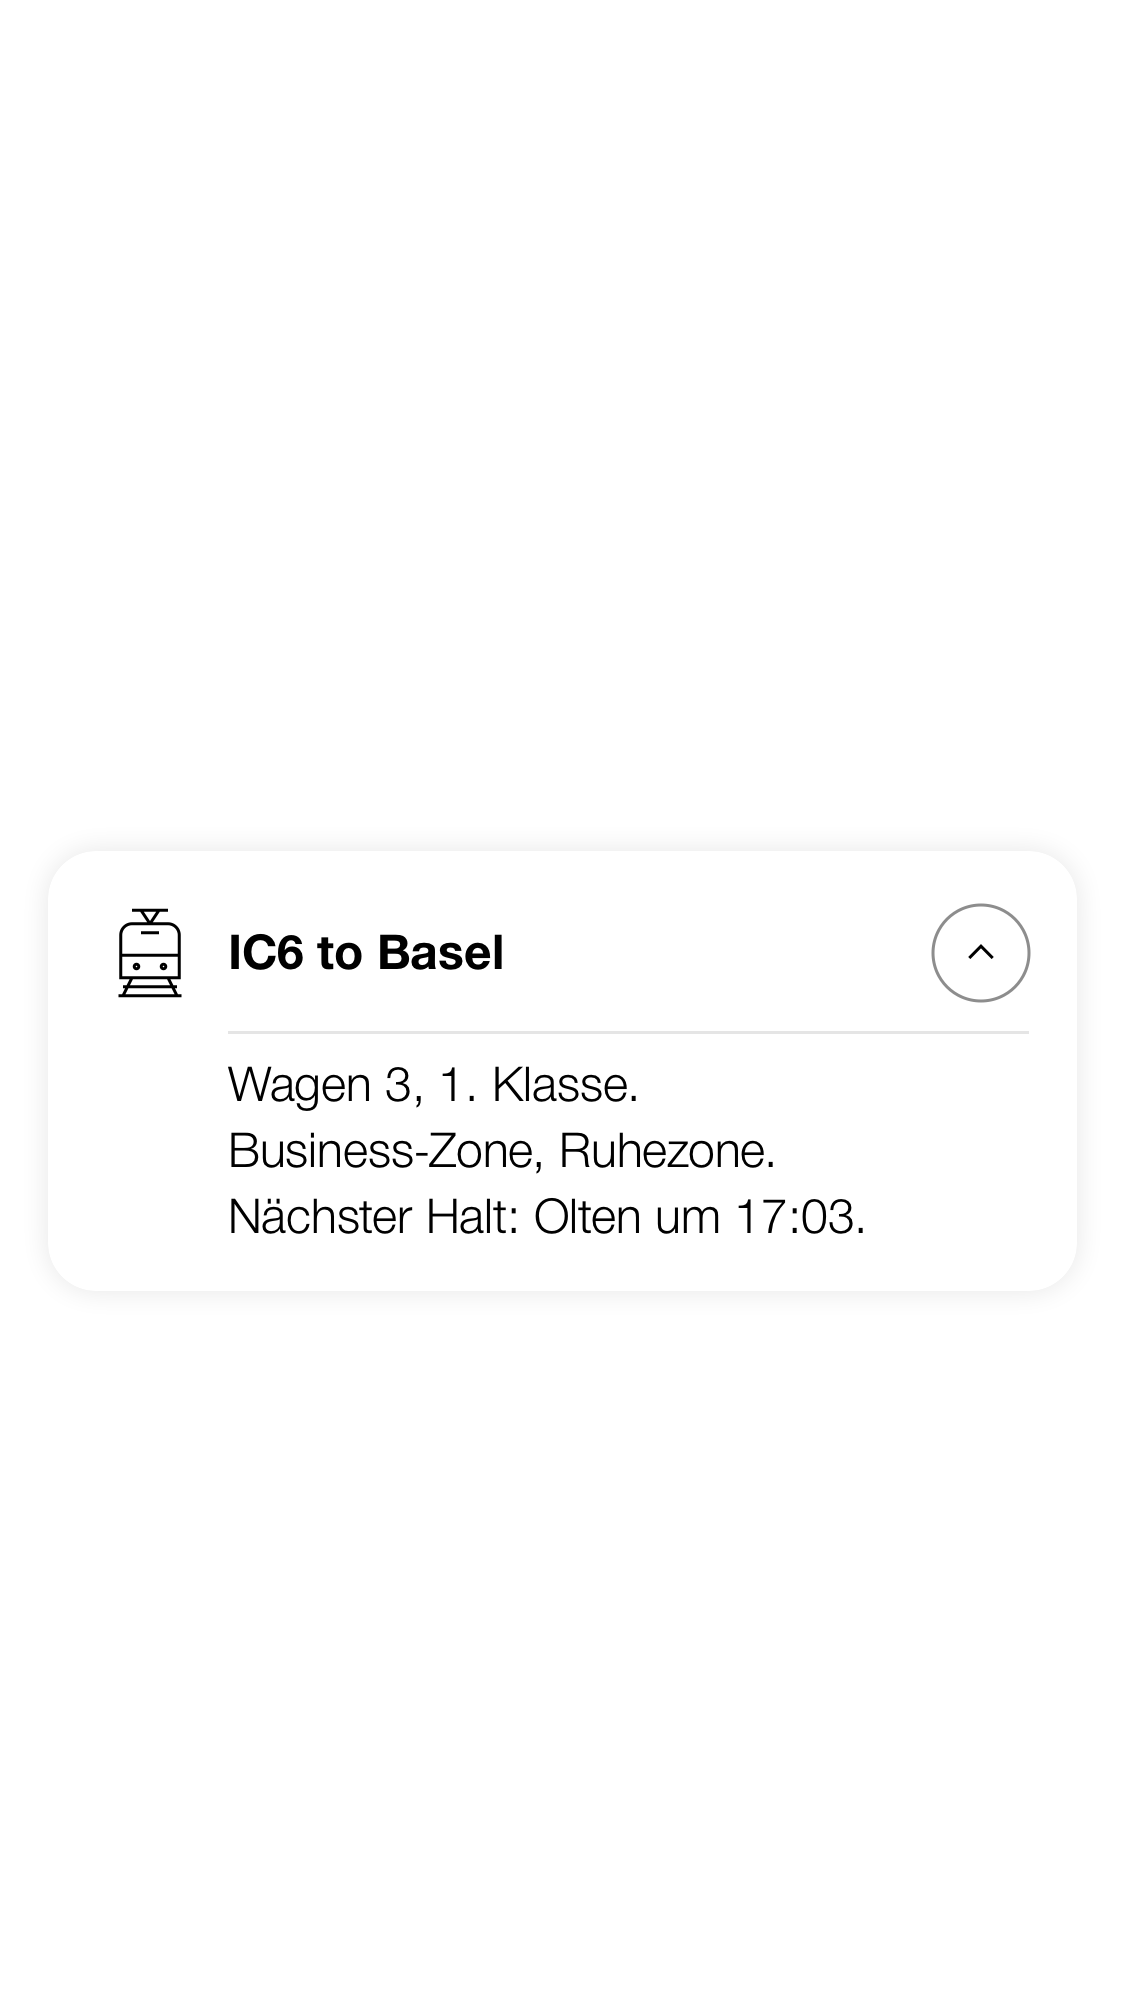 IC6 to Basel
Wagen 3, 1. Klasse.
Business-Zone, Ruhezone.
Nächster Halt: Olten um 17:03.